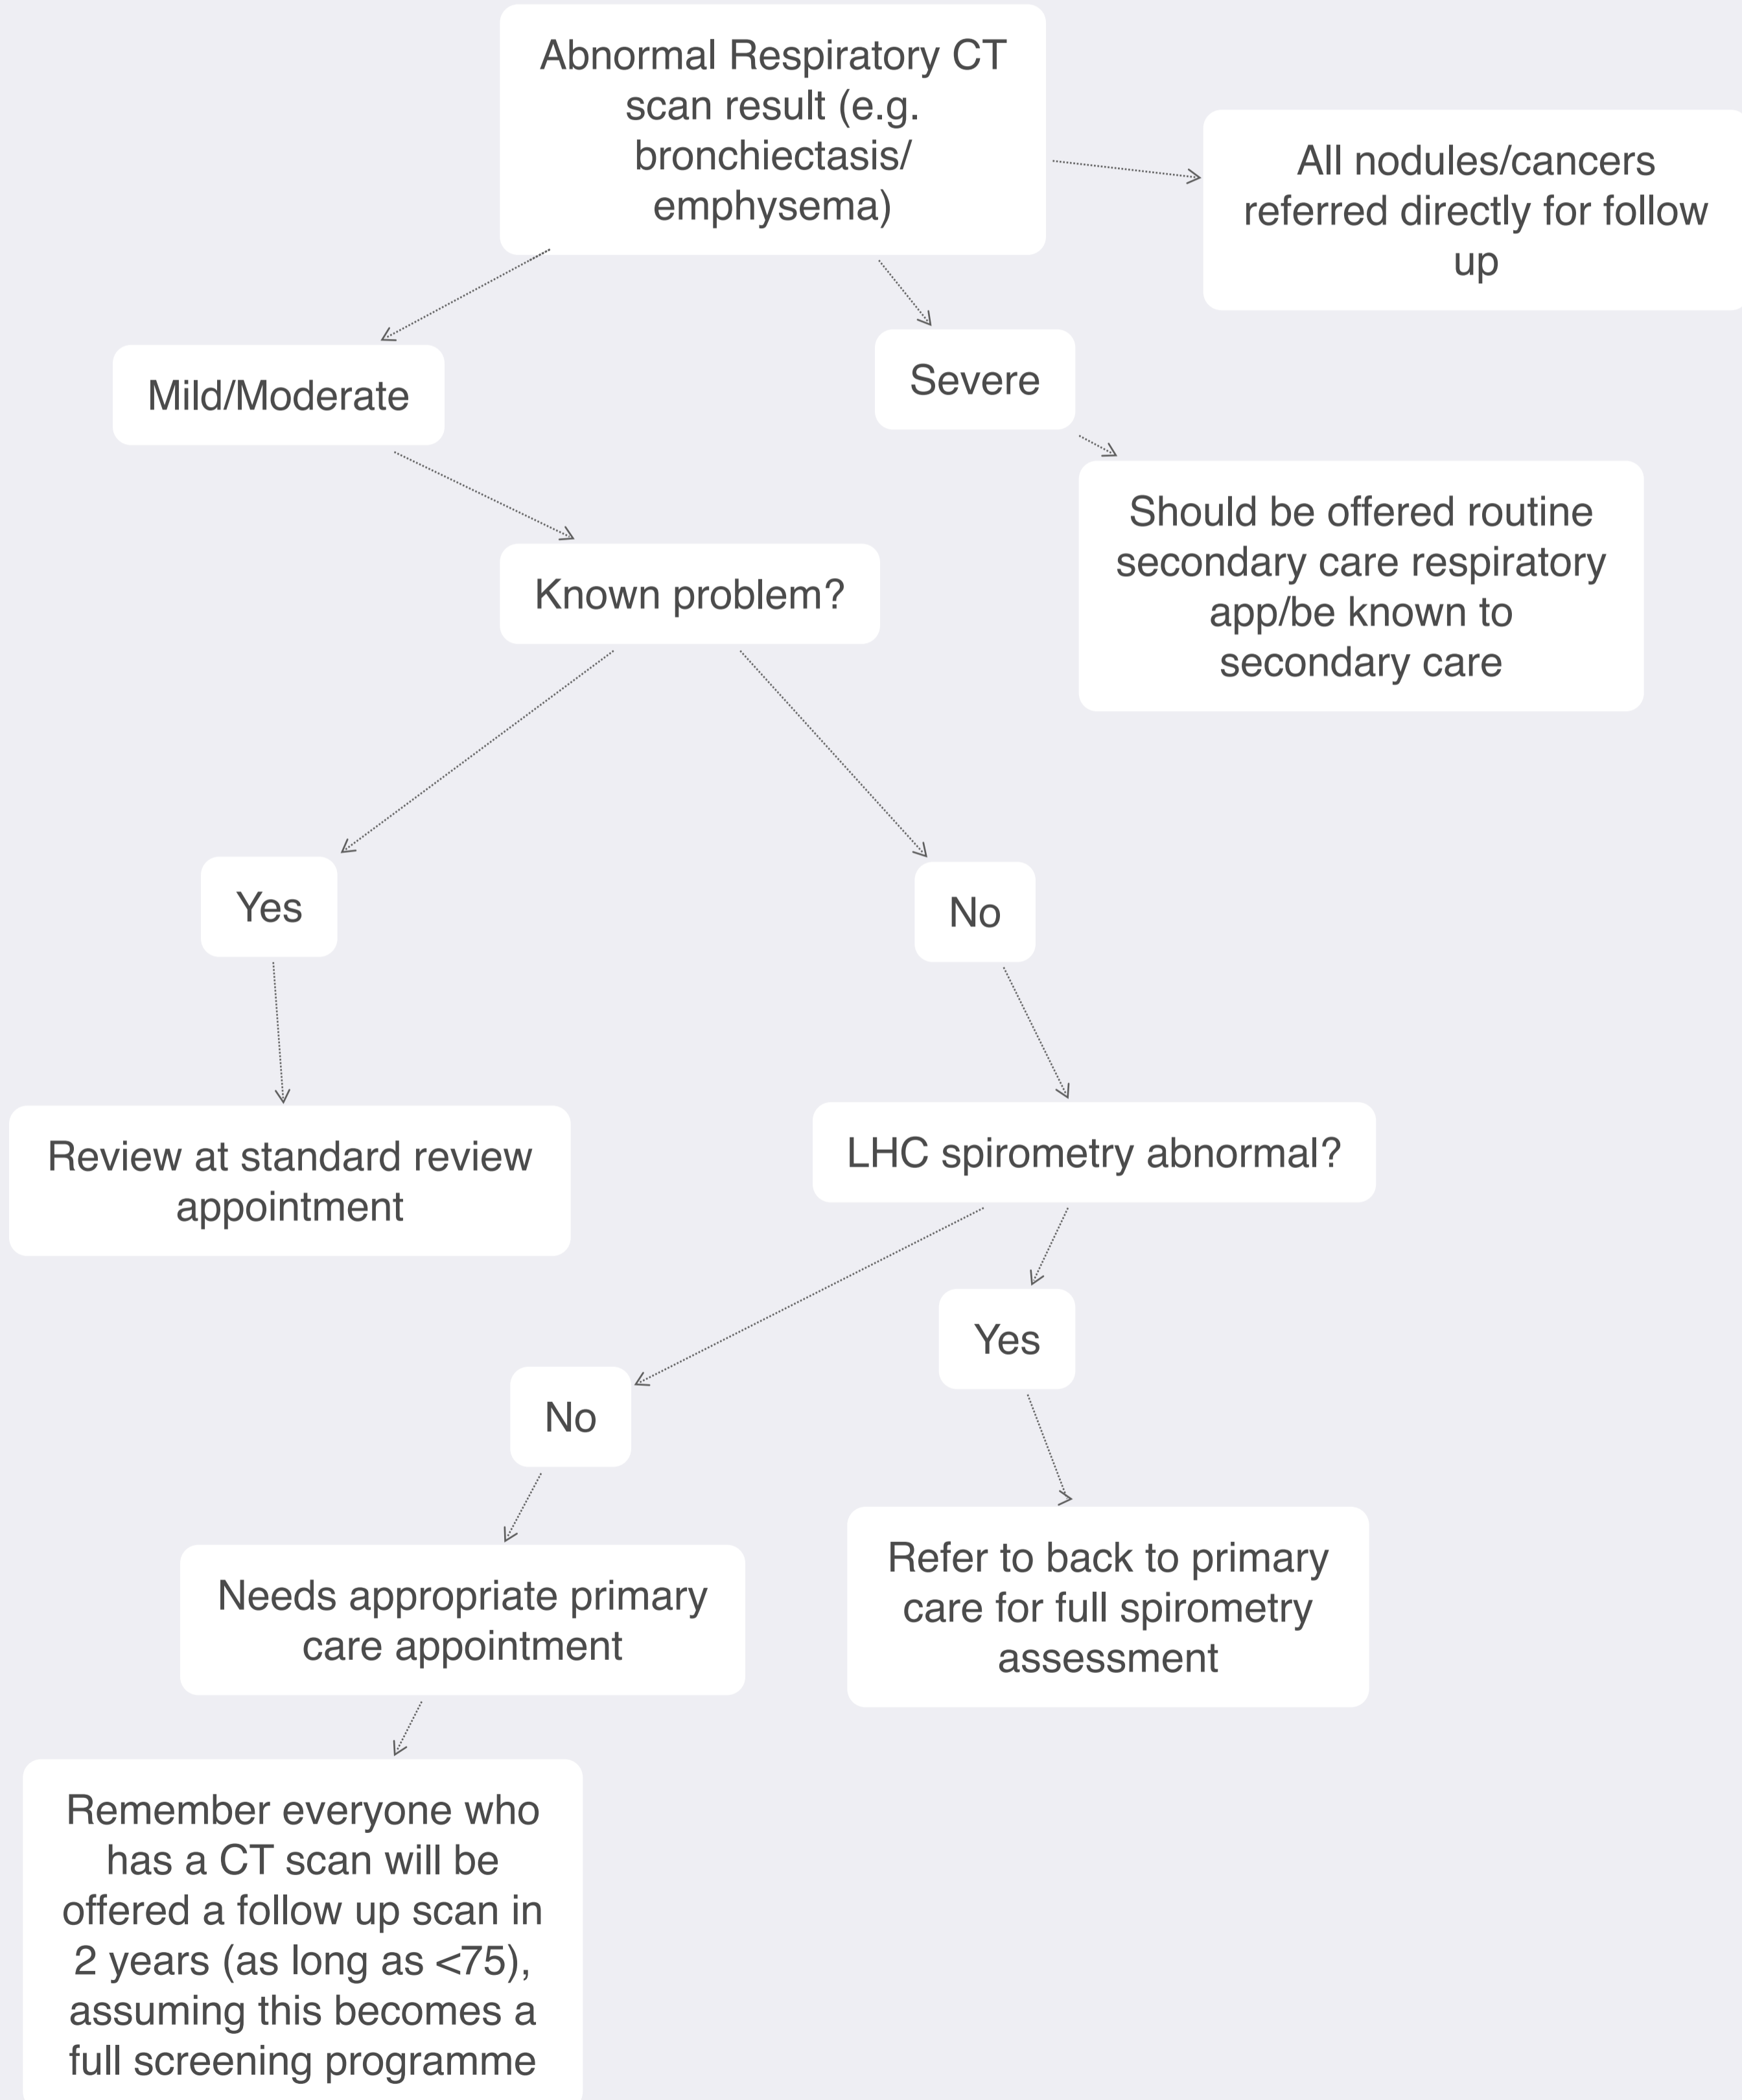 Abnormal Respiratory CT
scan result (e.g.
bronchiectasis/
emphysema)
All nodules/cancers
referred directly for follow
up
Mild/Moderate
Severe
Should be offered routine
secondary care respiratory
app/be known to
secondary care
Known problem?
Yes
No
Review at standard review
appointment
LHC spirometry abnormal?
Yes
No
Refer to back to primary
care for full spirometry
assessment
Needs appropriate primary
care appointment
Remember everyone who
has a CT scan will be
offered a follow up scan in
2 years (as long as <75),
assuming this becomes a
full screening programme